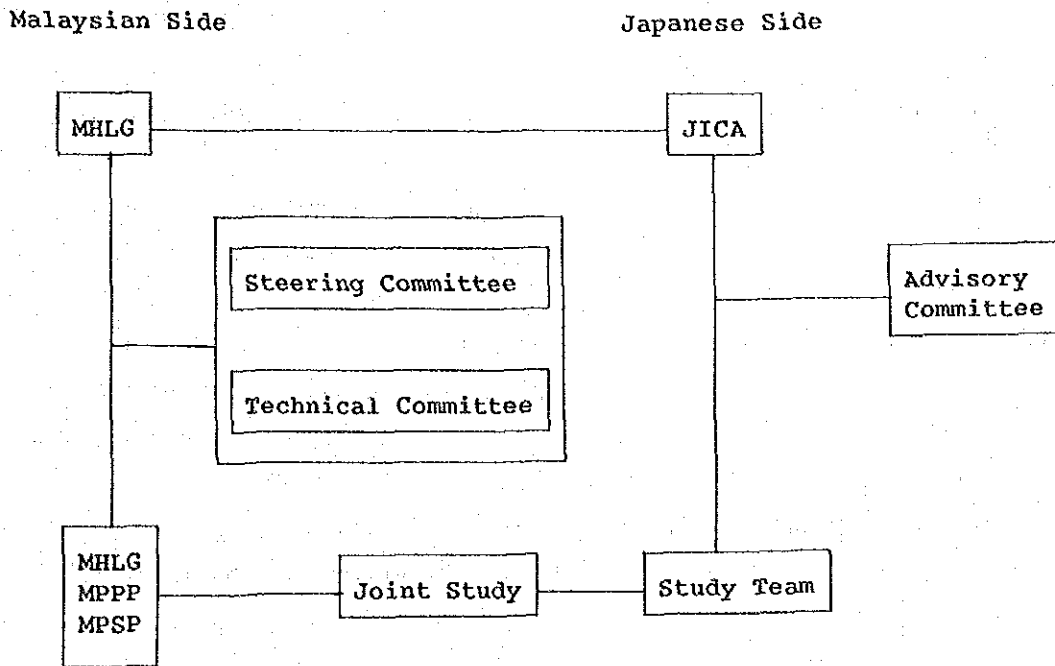 Malaysian Side
Japanese Side
MHLG
JICA
Steering Committee
Advisory
Committee
Technical Committee
MHLG
MPPP
MPSP
Joint Study
Study Team